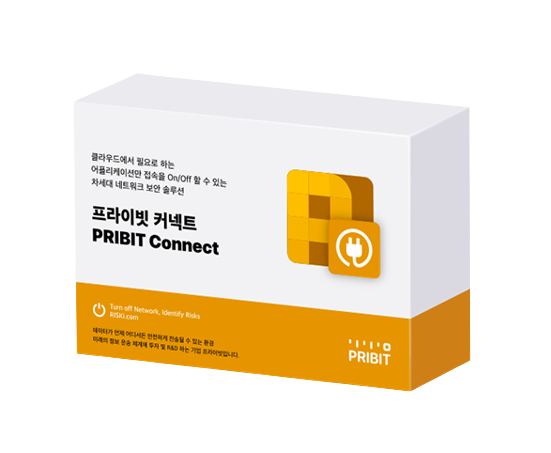 클라우드에서 필요로 하는
어플리케이션만 접속을 On/Off 할 수 있는
차세대 네트워크 보안 솔루션
프라이빗 커넥트
PRIBIT Connect
Turn off Network, Identify Risks
RISKI.com
데이터가 언제 어디서든 안전하게 전송될 수 있는 환경
미래의 정보 운송 체계에 투자 및 R&D 하는 기업 프라이빗입니다.
PRIBIT